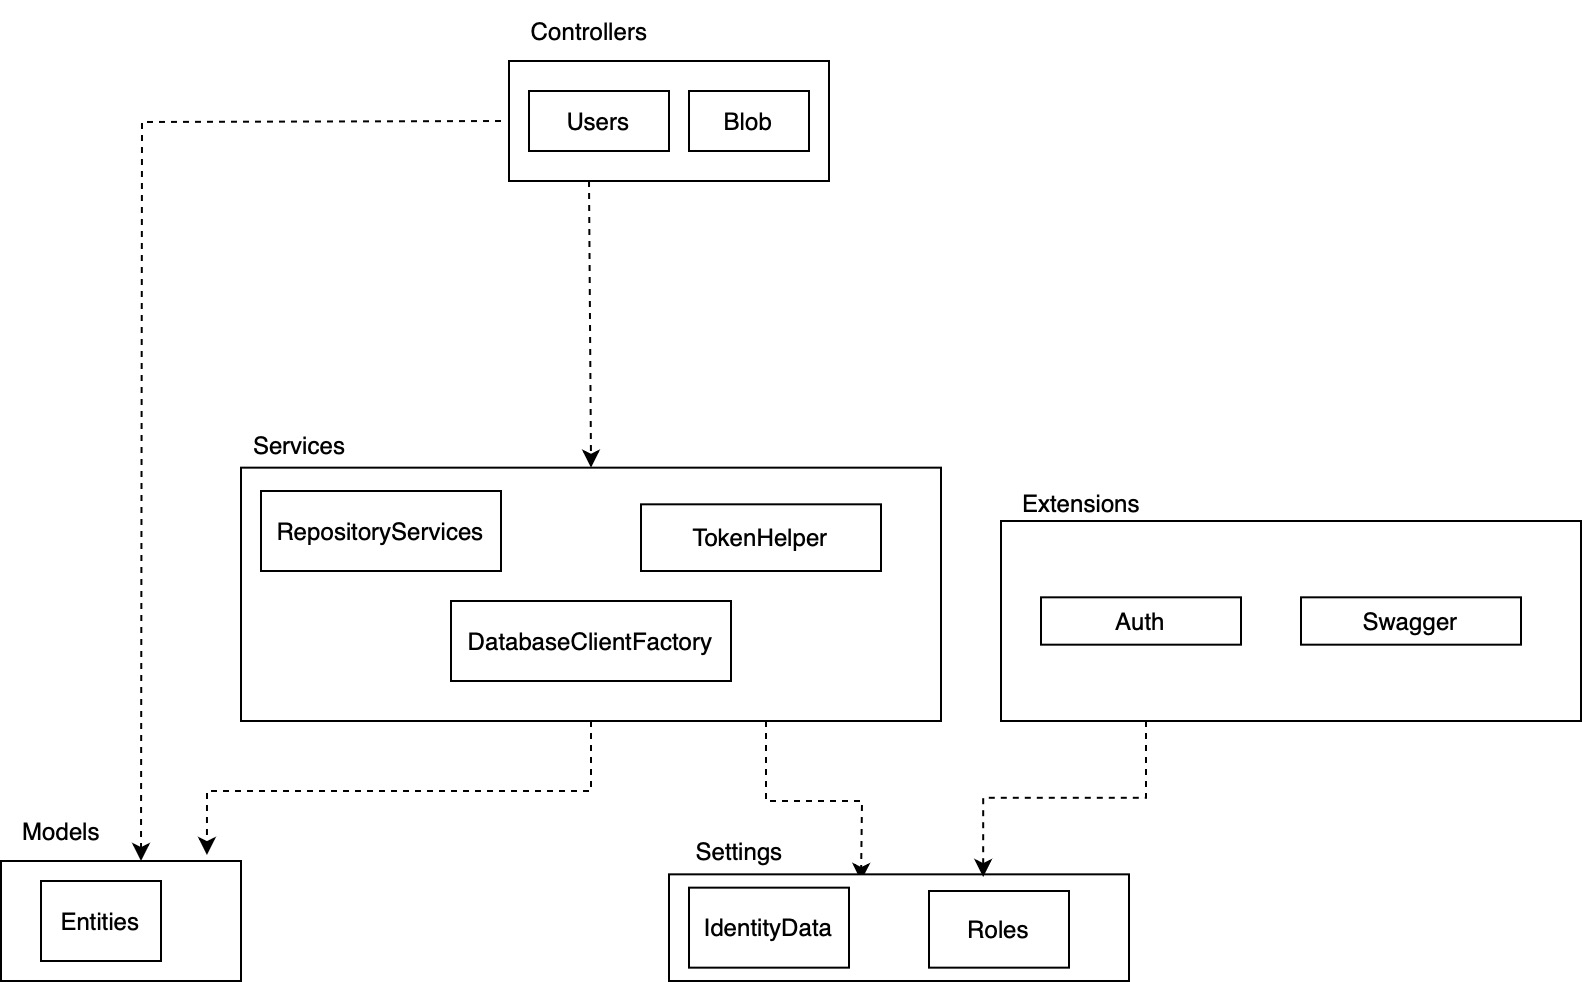 Controllers
Users
Blob
Services
RepositoryServices
TokenHelper
DatabaseClientFactory
Extensions
Auth
Swagger
Models
Entities
Settings
IdentityData
Roles